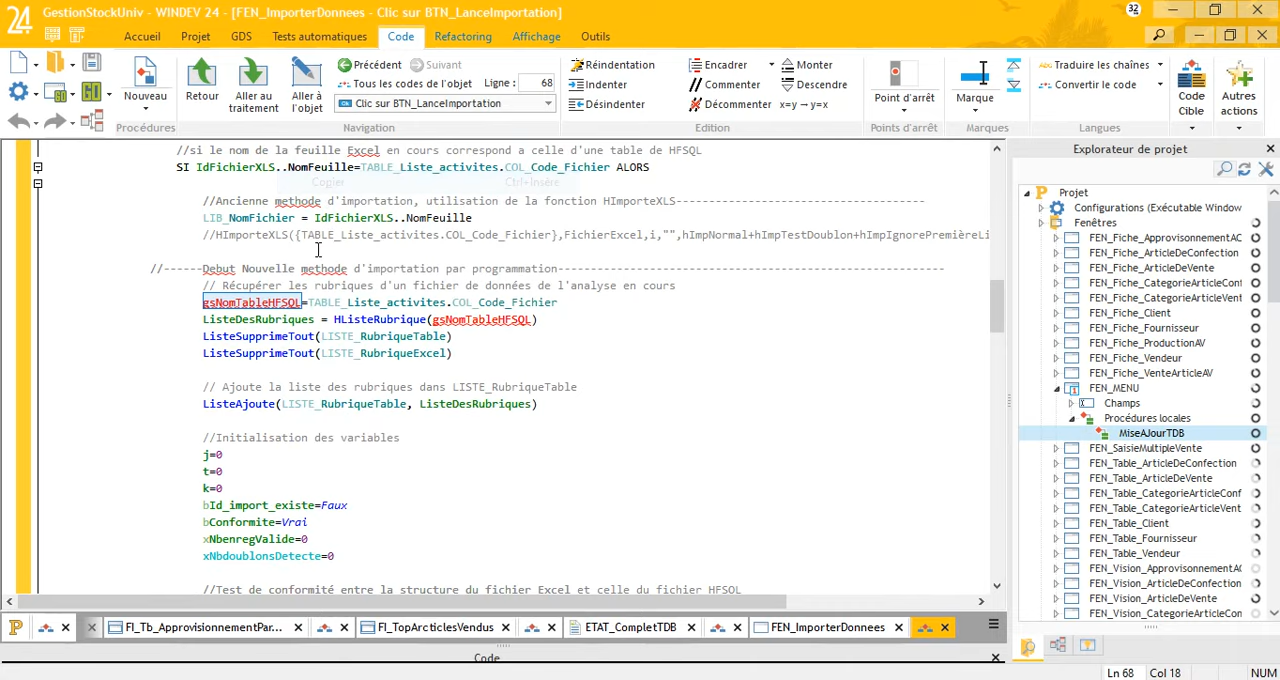 24
GestionStockUniv - WINDEV 24 - [FEN_ImporterDonnees - Clic sur BTN_LanceImportation]
32
Accueil Projet GDS Tests automatiques Code Refactoring Affichage Outils
Nouveau
Retour
Aller au traitement
Aller à l'objet
Précédent Suivant
Tous les codes de l'objet Ligne : 68
Clic sur BTN_LanceImportation
Réindentation
Indenter
Désindenter
Encadrer
// Commenter
Décommenter
Monter
Descendre
x=y→y=x
Point d'arrêt
Marque
Traduire les chaînes
Convertir le code
Code Cible
Autres actions
Procédures Navigation Edition Points d'arrêt Marques Langues
//si le nom de la feuille Excel en cours correspond a celle d'une table de HFSQL
SI IdFichierXLS..NomFeuille=TABLE_Liste_activites.COL_Code_Fichier ALORS
Copier Ctrl+Insère
//Ancienne methode d'importation, utilisation de la fonction HImporteXLS----------------------------------
LIB_NomFichier = IdFichierXLS..NomFeuille
//HImporteXLS({TABLE_Liste_activites.COL_Code_Fichier},FichierExcel,i,"",hImpNormal+hImpTestDoublon+hImpIgnorePremièreLi
//------Debut Nouvelle methode d'importation par programmation----------------------------------------------------
// Récupérer les rubriques d'un fichier de données de l'analyse en cours
gsNomTableHFSQL=TABLE_Liste_activites.COL_Code_Fichier
ListeDesRubriques = HListeRubrique(gsNomTableHFSQL)
ListeSupprimeTout(LISTE_RubriqueTable)
ListeSupprimeTout(LISTE_RubriqueExcel)
// Ajoute la liste des rubriques dans LISTE_RubriqueTable
ListeAjoute(LISTE_RubriqueTable, ListeDesRubriques)
//Initialisation des variables
j=0
t=0
k=0
bId_import_existe=Faux
bConformite=Vrai
xNbenregValide=0
xNbdoublonsDetecte=0
//Test de conformité entre la structure du fichier Excel et celle du fichier HFSQL
Explorateur de projet
Projet
Configurations (Exécutable Window
Fenêtres
FEN_Fiche_ApprovisonnementAC
FEN_Fiche_ArticleDeConfection
FEN_Fiche_ArticleDeVente
FEN_Fiche_CategorieArticleConf
FEN_Fiche_CategorieArticleVent
FEN_Fiche_Client
FEN_Fiche_Fournisseur
FEN_Fiche_ProductionAV
FEN_Fiche_Vendeur
FEN_Fiche_VenteArticleAV
FEN_MENU
Champs
Procédures locales
MiseAJourTDB
FEN_SaisieMultipleVente
FEN_Table_ArticleDeConfection
FEN_Table_ArticleDeVente
FEN_Table_CategorieArticleConf
FEN_Table_CategorieArticleVent
FEN_Table_Client
FEN_Table_Fournisseur
FEN_Table_Vendeur
FEN_Vision_ApprovisonnementAC
FEN_Vision_ArticleDeConfection
FEN_Vision_ArticleDeVente
FEN_Vision_CategorieArticleCon
FI_Tb_ApprovisionnementPar... FI_TopArcticlesVendus ETAT_CompletTDB FEN_ImporterDonnees
Code
Ln 68 Col 18 NUM